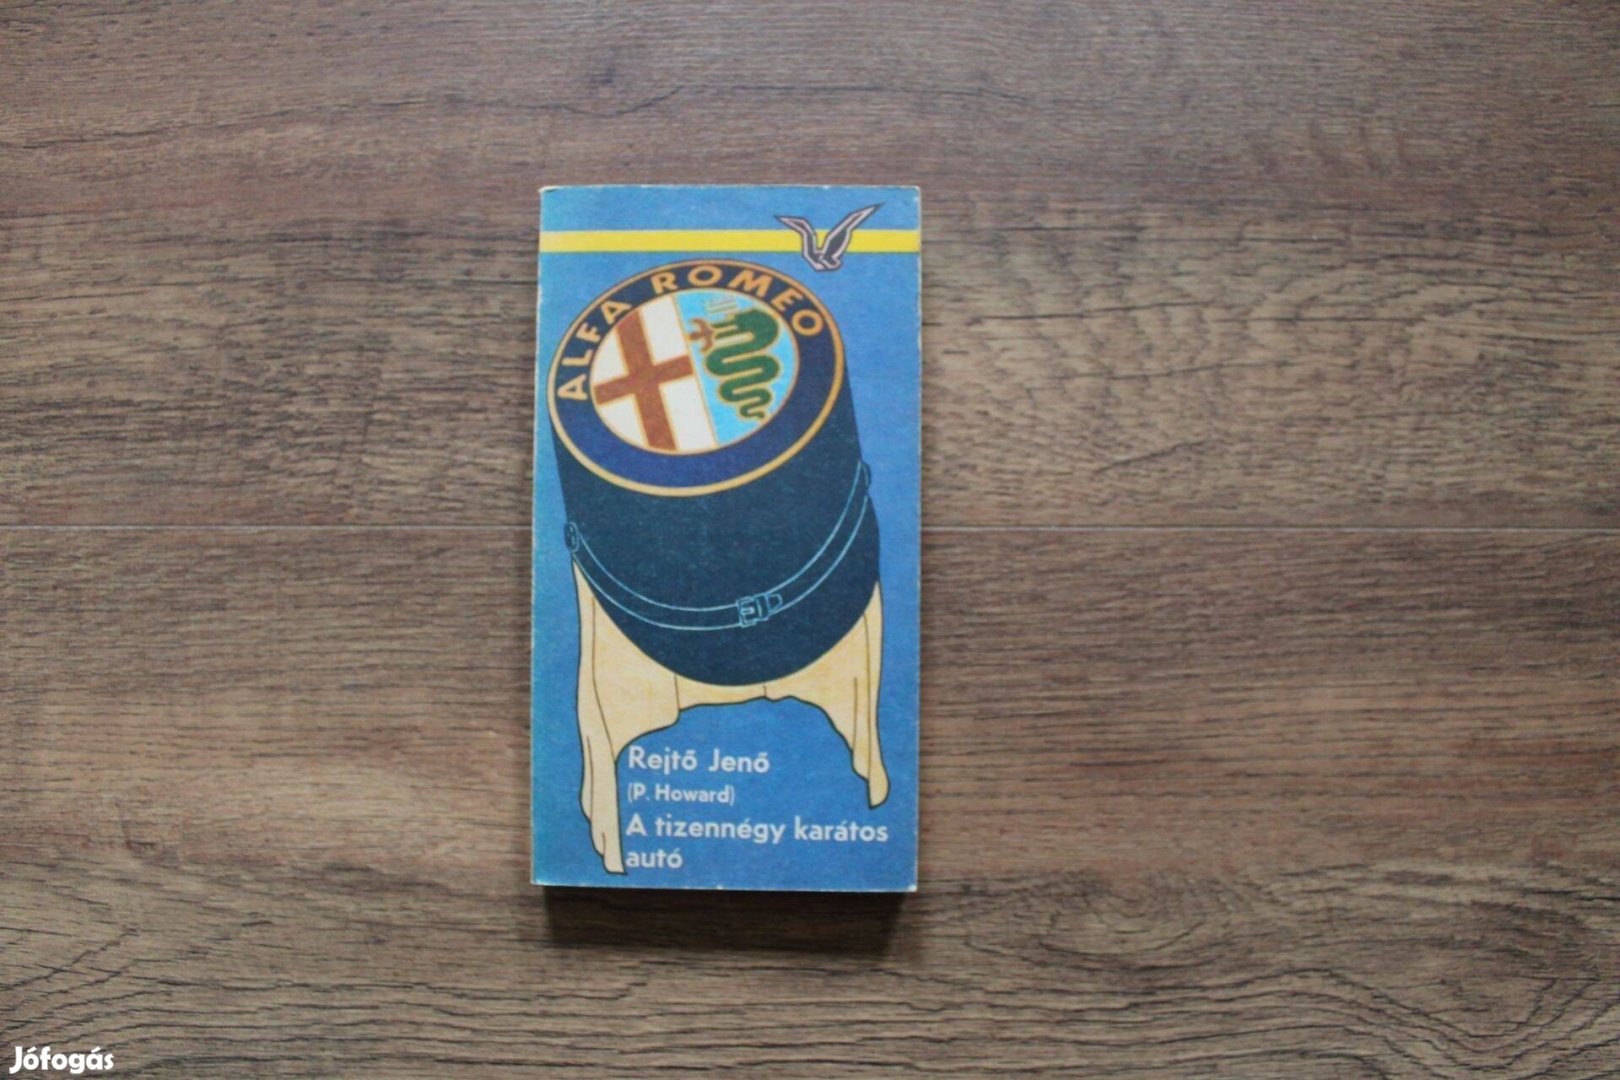 ALFA ROMEO
Rejtő Jenő
(P. Howard)
A tizennégy karátos
autó
Jófogás